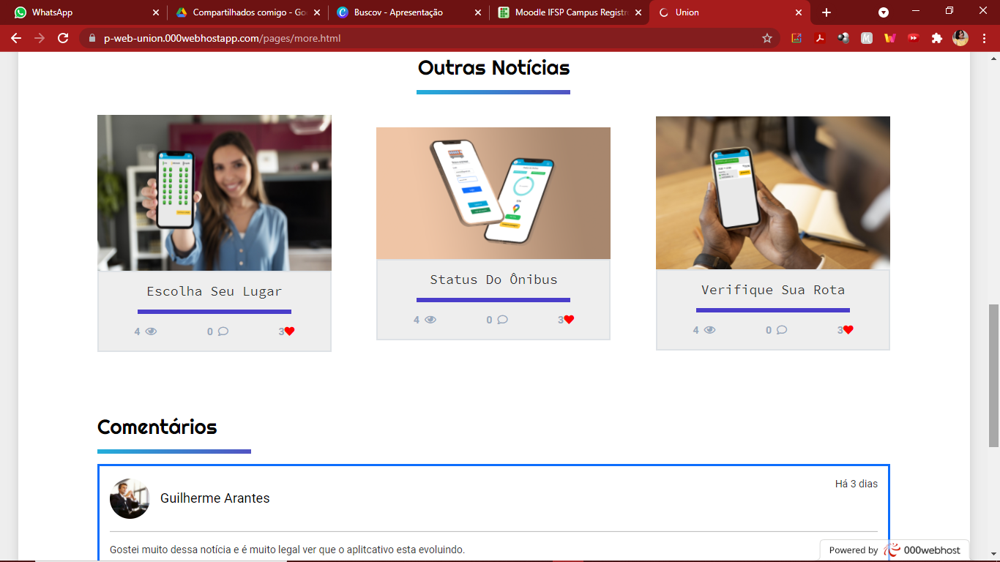 WhatsApp
Compartilhados comigo - Go
Buscov - Apresentação
Moodle IFSP Campus Registr
Union
p-web-union.000webhostapp.com/pages/more.html
Outras Notícias
Escolha Seu Lugar
4 0 3
Status Do Ônibus
4 0 3
Verifique Sua Rota
4 0 3
Comentários
Guilherme Arantes
Há 3 dias
Gostei muito dessa notícia e é muito legal ver que o aplitcativo esta evoluindo.
Powered by 000webhost